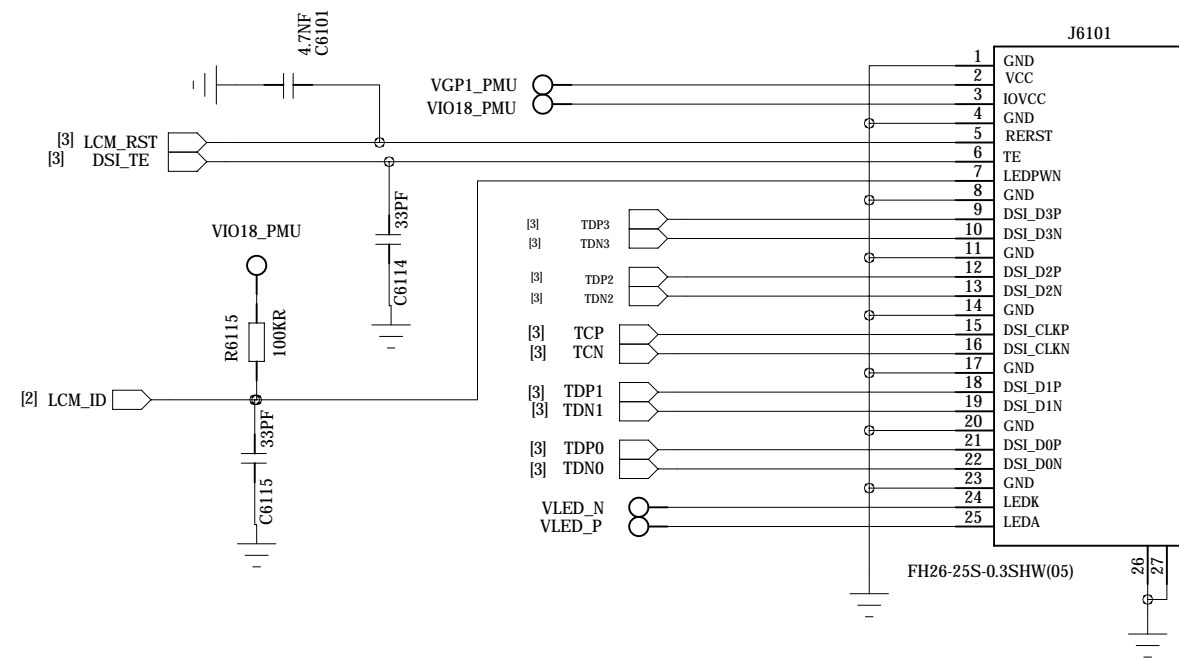 4.7NF
C6101
J6101
VGP1_PMU
VIO18_PMU
[3] LCM_RST
[3] DSI_TE
33PF
C6114
VIO18_PMU
R6115
100KR
[2] LCM_ID
33PF
C6115
[3] TDP3
[3] TDN3
[3] TDP2
[3] TDN2
[3] TCP
[3] TCN
[3] TDP1
[3] TDN1
[3] TDP0
[3] TDN0
VLED_N
VLED_P
1 GND
2 VCC
3 IOVCC
4 GND
5 RERST
6 TE
7 LEDPWN
8 GND
9 DSI_D3P
10 DSI_D3N
11 GND
12 DSI_D2P
13 DSI_D2N
14 GND
15 DSI_CLKP
16 DSI_CLKN
17 GND
18 DSI_D1P
19 DSI_D1N
20 GND
21 DSI_D0P
22 DSI_D0N
23 GND
24 LEDK
25 LEDA
FH26-25S-0.3SHW(05)
26
27